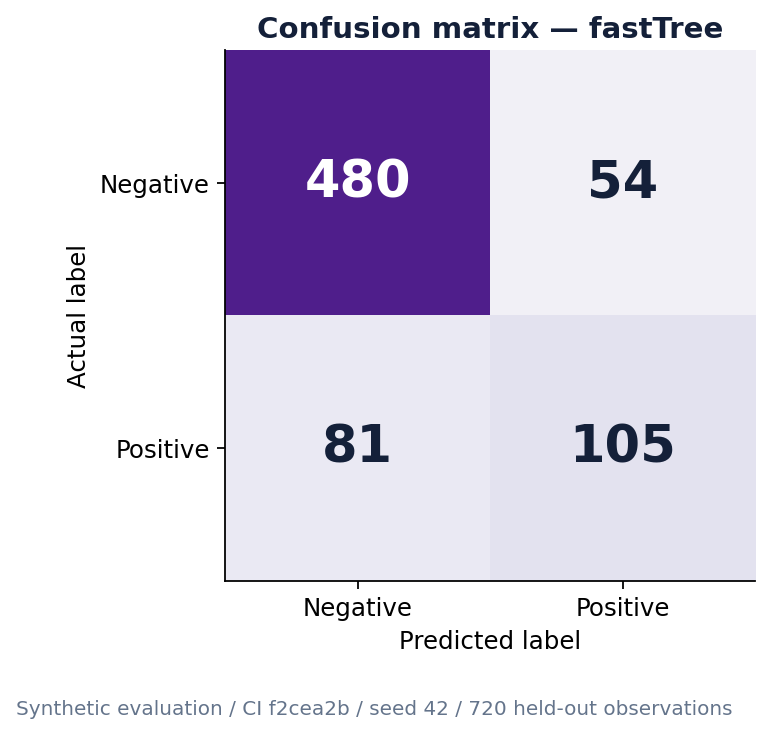 Confusion matrix — fastTree
Negative
480
54
Actual label
Positive
81
105
Negative
Positive
Predicted label
Synthetic evaluation / CI f2cea2b / seed 42 / 720 held-out observations